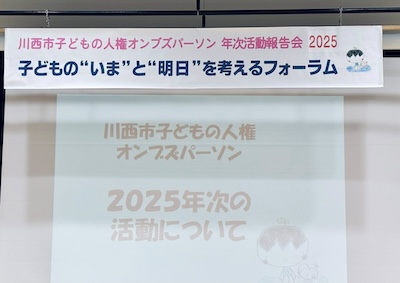 川西市子どもの人権オンブズパーソン 年次活動報告会 2025
子どもの“いま”と“明日”を考えるフォーラム
川西市子どもの人権
オンブズパーソン
2025年次の
活動について